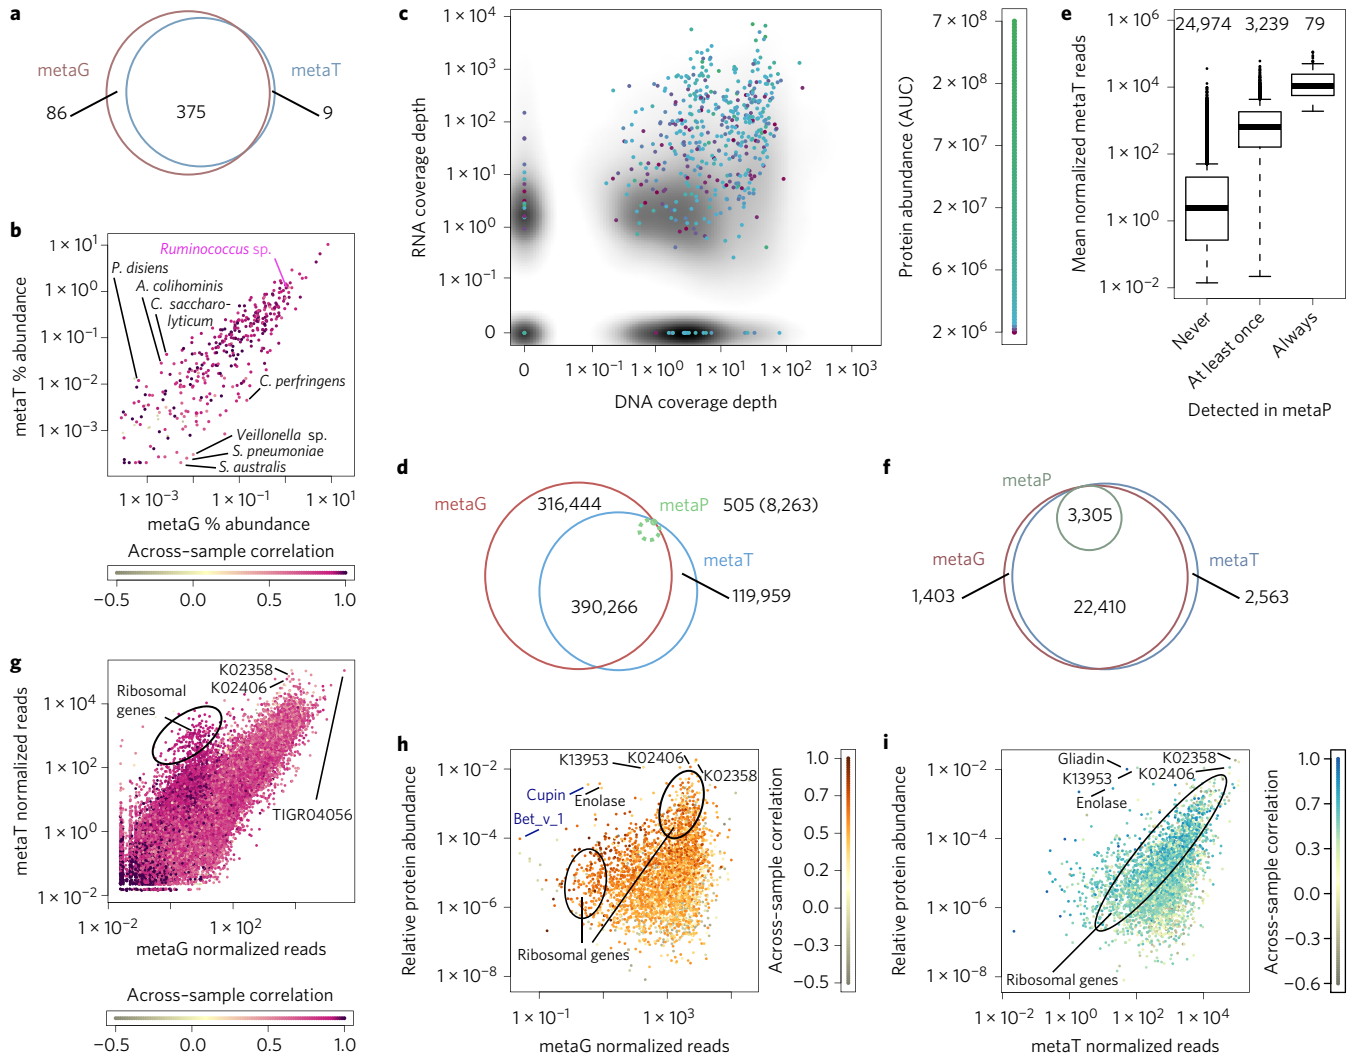 a
metaG
metaT
86
375
9
b
1 × 10¹
1 × 10⁰
1 × 10⁻¹
1 × 10⁻²
1 × 10⁻³
metaT % abundance
Ruminococcus sp.
P. disiens
A. colihominis
C. saccharo-
lyticum
C. perfringens
Veillonella sp.
S. pneumoniae
S. australis
1 × 10⁻³
1 × 10⁻¹
1 × 10¹
metaG % abundance
Across–sample correlation
−0.5
0.0
0.5
1.0
c
1 × 10⁴
1 × 10³
1 × 10²
1 × 10¹
1 × 10⁰
1 × 10⁻¹
0
RNA coverage depth
0
1 × 10⁻¹
1 × 10⁰
1 × 10¹
1 × 10²
1 × 10³
DNA coverage depth
Protein abundance (AUC)
7 × 10⁸
2 × 10⁸
7 × 10⁷
2 × 10⁷
6 × 10⁶
2 × 10⁶
d
metaG
316,444
metaP
505 (8,263)
metaT
390,266
119,959
e
Mean normalized metaT reads
1 × 10⁶
1 × 10⁴
1 × 10²
1 × 10⁰
1 × 10⁻²
24,974
3,239
79
Never
At least once
Always
Detected in metaP
f
metaP
3,305
metaG
metaT
1,403
22,410
2,563
g
metaT normalized reads
1 × 10⁴
1 × 10²
1 × 10⁰
1 × 10⁻²
K02358
K02406
Ribosomal
genes
TIGR04056
1 × 10⁻²
1 × 10²
metaG normalized reads
Across–sample correlation
−0.5
0.0
0.5
1.0
h
Relative protein abundance
1 × 10⁻²
1 × 10⁻⁴
1 × 10⁻⁶
1 × 10⁻⁸
K13953
K02406
K02358
Cupin
Enolase
Bet_v_1
Ribosomal genes
1 × 10⁻¹
1 × 10³
metaG normalized reads
Across-sample correlation
1.0
0.7
0.5
0.2
0.0
−0.3
−0.5
i
Relative protein abundance
1 × 10⁻²
1 × 10⁻⁴
1 × 10⁻⁶
1 × 10⁻⁸
Gliadin
K13953
K02358
K02406
Enolase
Ribosomal genes
1 × 10⁻²
1 × 10⁰
1 × 10²
1 × 10⁴
metaT normalized reads
Across-sample correlation
1.0
0.7
0.3
0.0
−0.3
−0.6